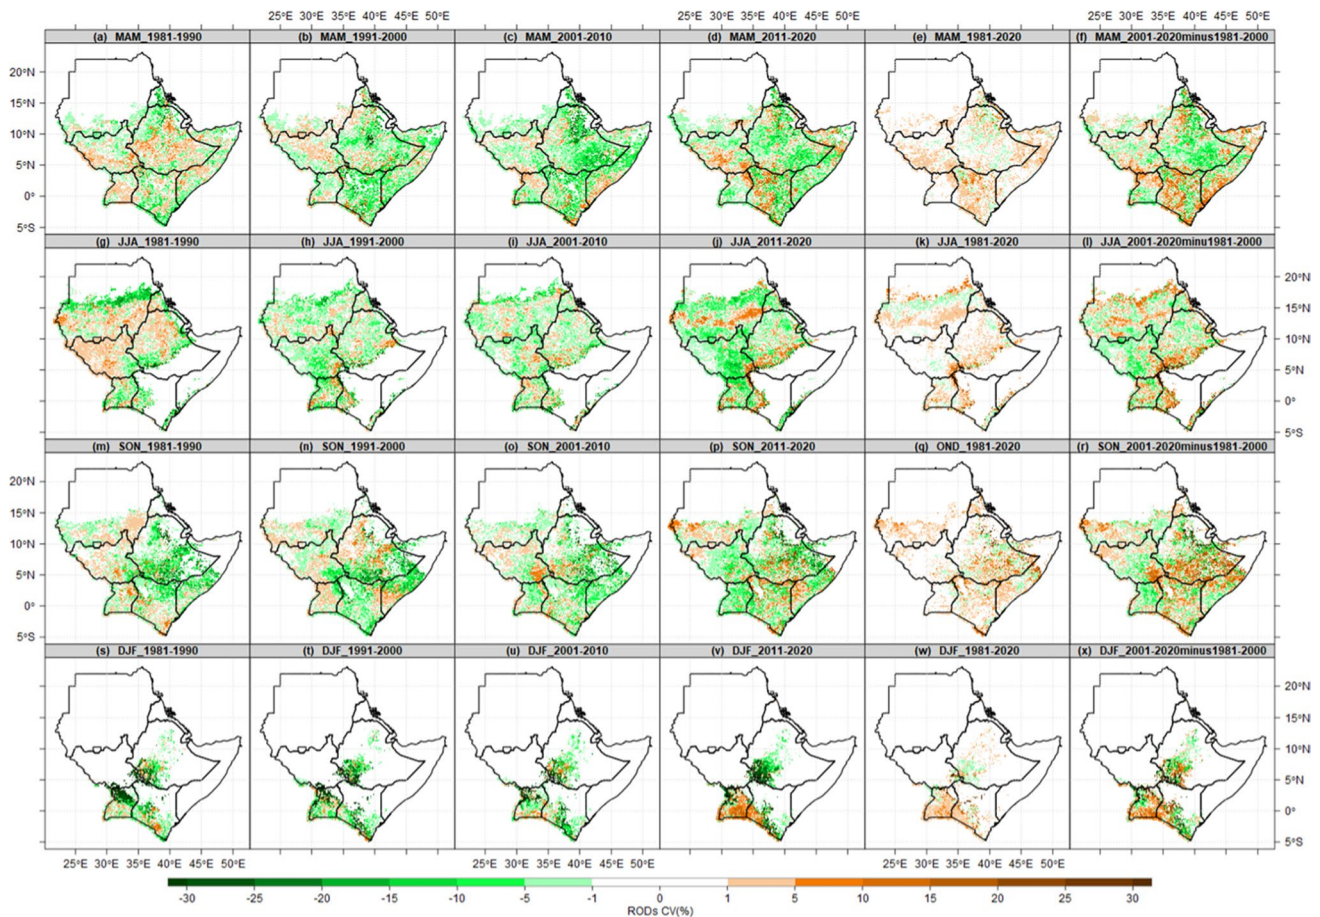 25°E 30°E 35°E 40°E 45°E 50°E 25°E 30°E 35°E 40°E 45°E 50°E 25°E 30°E 35°E 40°E 45°E 50°E
(a) MAM_1981-1990 (b) MAM_1991-2000 (c) MAM_2001-2010 (d) MAM_2011-2020 (e) MAM_1981-2020 (f) MAM_2001-2020minus1981-2000
20°N
15°N
10°N
5°N
0°
5°S
(g) JJA_1981-1990 (h) JJA_1991-2000 (i) JJA_2001-2010 (j) JJA_2011-2020 (k) JJA_1981-2020 (l) JJA_2001-2020minu1981-2000
20°N
15°N
10°N
5°N
0°
5°S
(m) SON_1981-1990 (n) SON_1991-2000 (o) SON_2001-2010 (p) SON_2011-2020 (q) OND_1981-2020 (r) SON_2001-2020minus1981-2000
20°N
15°N
10°N
5°N
0°
5°S
(s) DJF_1981-1990 (t) DJF_1991-2000 (u) DJF_2001-2010 (v) DJF_2011-2020 (w) DJF_1981-2020 (x) DJF_2001-2020minus1981-2000
20°N
15°N
10°N
5°N
0°
5°S
25°E 30°E 35°E 40°E 45°E 50°E 25°E 30°E 35°E 40°E 45°E 50°E 25°E 30°E 35°E 40°E 45°E 50°E
-30 -25 -20 -15 -10 -5 -1 0 1 5 10 15 20 25 30
RODs CV(%)